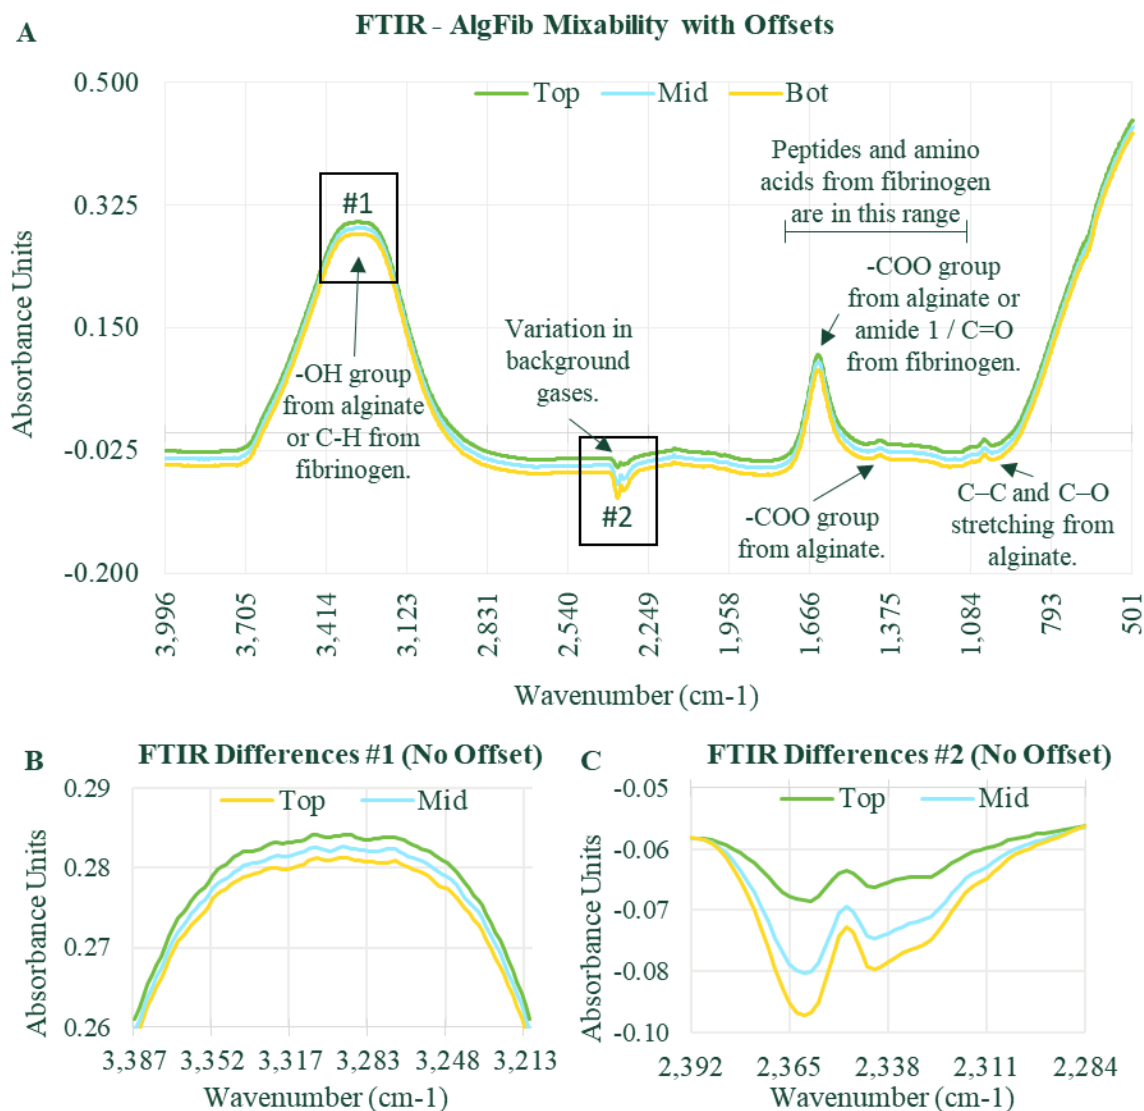 A
FTIR - AlgFib Mixability with Offsets
Absorbance Units
0.500
0.325
0.150
-0.025
-0.200
Top Mid Bot
#1
-OH group
from alginate
or C-H from
fibrinogen.
Variation in
background
gases.
#2
Peptides and amino
acids from fibrinogen
are in this range
-COO group
from alginate or
amide 1 / C=O
from fibrinogen.
-COO group
from alginate.
C–C and C–O
stretching from
alginate.
3,996 3,705 3,414 3,123 2,831 2,540 2,249 1,958 1,666 1,375 1,084 793 501
Wavenumber (cm-1)
B
FTIR Differences #1 (No Offset)
Absorbance Units
0.29
0.28
0.27
0.26
Top Mid
3,387 3,352 3,317 3,283 3,248 3,213
Wavenumber (cm-1)
C
FTIR Differences #2 (No Offset)
Absorbance Units
-0.05
-0.06
-0.07
-0.08
-0.10
Top Mid
2,392 2,365 2,338 2,311 2,284
Wavenumber (cm-1)